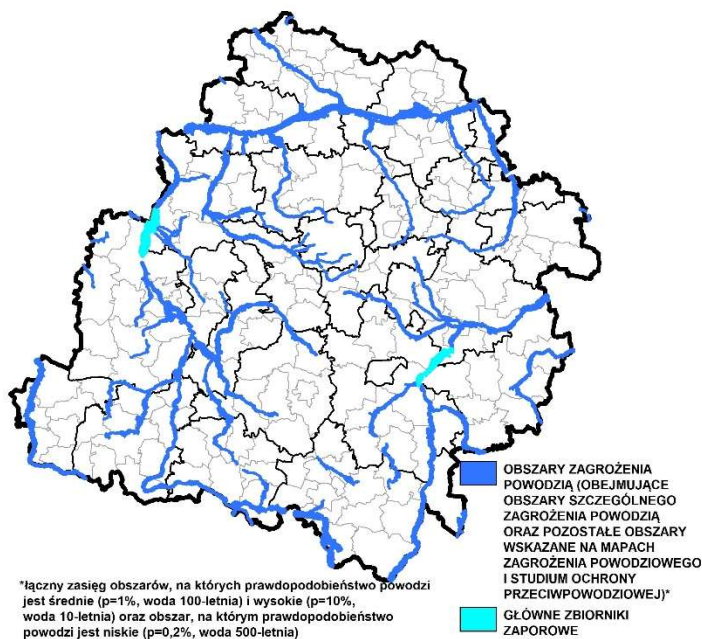 OBSZARY ZAGROŻENIA
POWODZIĄ (OBEJMUJĄCE
OBSZARY SZCZEGÓLNEGO
ZAGROŻENIA POWODZIĄ
ORAZ POZOSTAŁE OBSZARY
WSKAZANE NA MAPACH
ZAGROŻENIA POWODZIOWEGO
I STUDIUM OCHRONY
PRZECIWPOWODZIOWEJ)*
GŁÓWNE ZBIORNIKI
ZAPOROWE
*łączny zasięg obszarów, na których prawdopodobieństwo powodzi
jest średnie (p=1%, woda 100-letnia) i wysokie (p=10%,
woda 10-letnia) oraz obszar, na którym prawdopodobieństwo
powodzi jest niskie (p=0,2%, woda 500-letnia)